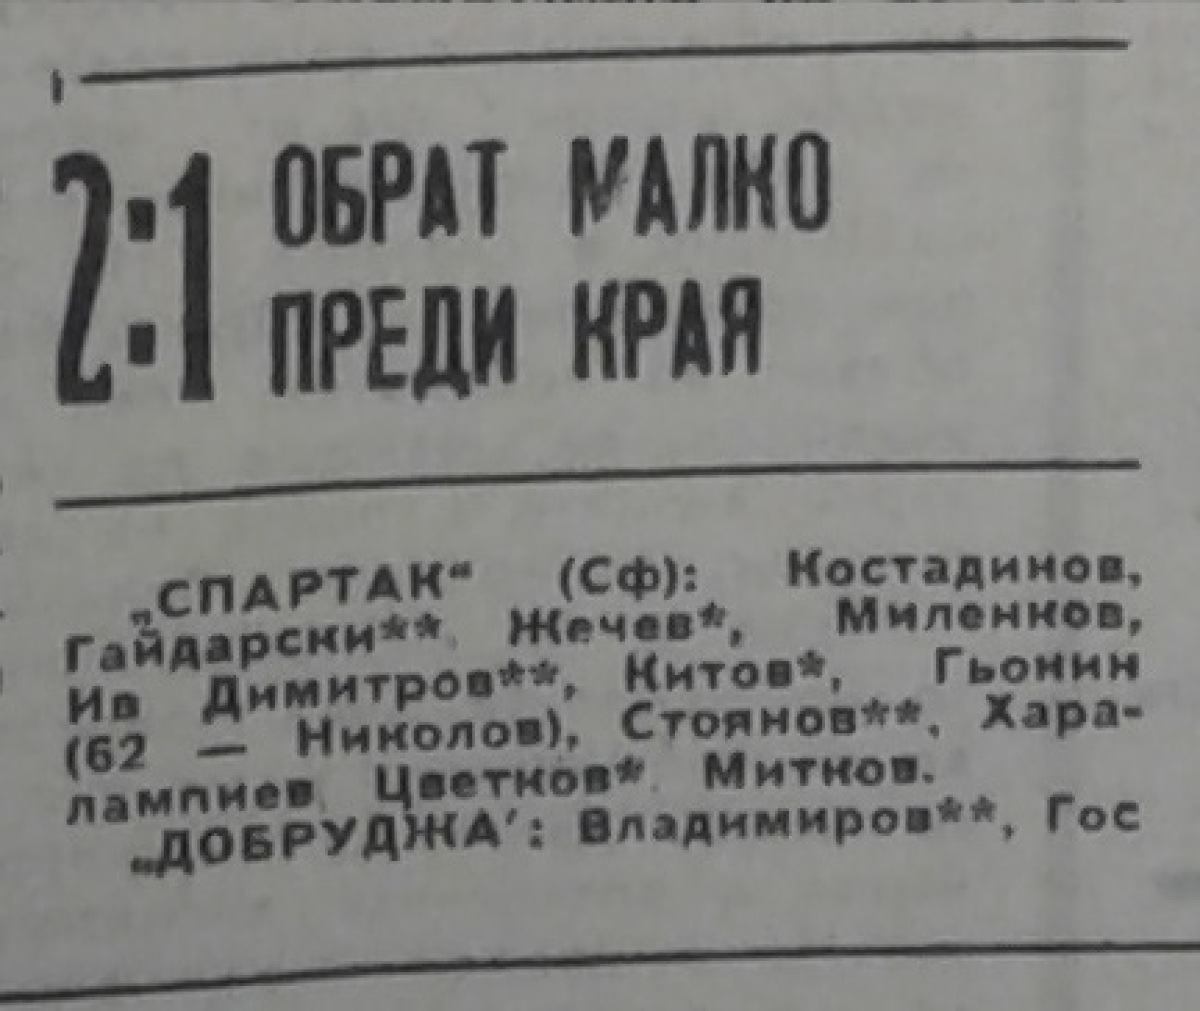 2:1 ОБРАТ МАЛКО
ПРЕДИ КРАЯ
„СПАРТАК“ (Сф): Костадинов,
Гайдарски**, Жечев*, Миленков,
Ив Димитров**, Китов*, Гьонин
(62 — Николов), Стоянов**, Хара-
лампиев, Цветков*, Митков.
„ДОБРУДЖА‘: Владимиров**, Гос